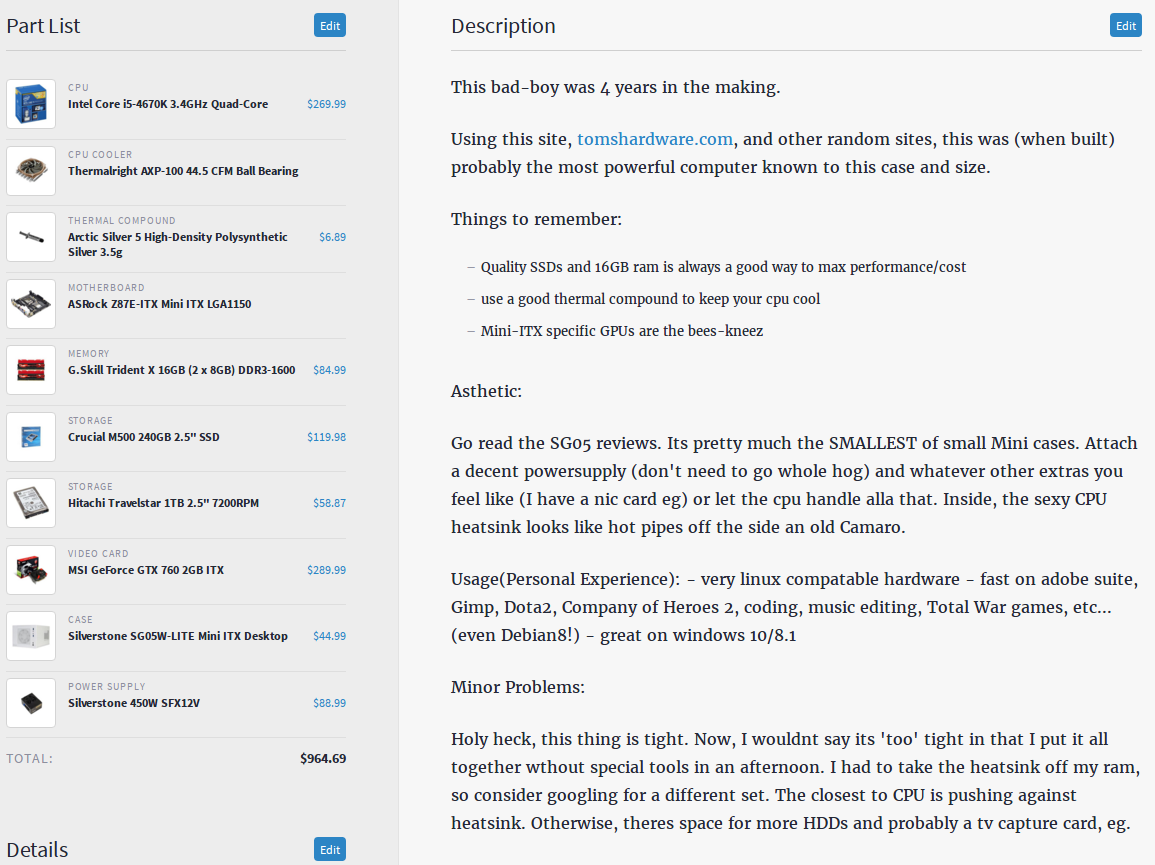 Part List
Edit
CPU
Intel Core i5-4670K 3.4GHz Quad-Core
$269.99
CPU COOLER
Thermalright AXP-100 44.5 CFM Ball Bearing
THERMAL COMPOUND
Arctic Silver 5 High-Density Polysynthetic
Silver 3.5g
$6.89
MOTHERBOARD
ASRock Z87E-ITX Mini ITX LGA1150
MEMORY
G.Skill Trident X 16GB (2 x 8GB) DDR3-1600
$84.99
STORAGE
Crucial M500 240GB 2.5" SSD
$119.98
STORAGE
Hitachi Travelstar 1TB 2.5" 7200RPM
$58.87
VIDEO CARD
MSI GeForce GTX 760 2GB ITX
$289.99
CASE
Silverstone SG05W-LITE Mini ITX Desktop
$44.99
POWER SUPPLY
Silverstone 450W SFX12V
$88.99
TOTAL:
$964.69
Details
Edit
Description
Edit
This bad-boy was 4 years in the making.
Using this site, tomshardware.com, and other random sites, this was (when built)
probably the most powerful computer known to this case and size.
Things to remember:
– Quality SSDs and 16GB ram is always a good way to max performance/cost
– use a good thermal compound to keep your cpu cool
– Mini-ITX specific GPUs are the bees-kneez
Asthetic:
Go read the SG05 reviews. Its pretty much the SMALLEST of small Mini cases. Attach
a decent powersupply (don't need to go whole hog) and whatever other extras you
feel like (I have a nic card eg) or let the cpu handle alla that. Inside, the sexy CPU
heatsink looks like hot pipes off the side an old Camaro.
Usage(Personal Experience): - very linux compatable hardware - fast on adobe suite,
Gimp, Dota2, Company of Heroes 2, coding, music editing, Total War games, etc...
(even Debian8!) - great on windows 10/8.1
Minor Problems:
Holy heck, this thing is tight. Now, I wouldnt say its 'too' tight in that I put it all
together wthout special tools in an afternoon. I had to take the heatsink off my ram,
so consider googling for a different set. The closest to CPU is pushing against
heatsink. Otherwise, theres space for more HDDs and probably a tv capture card, eg.